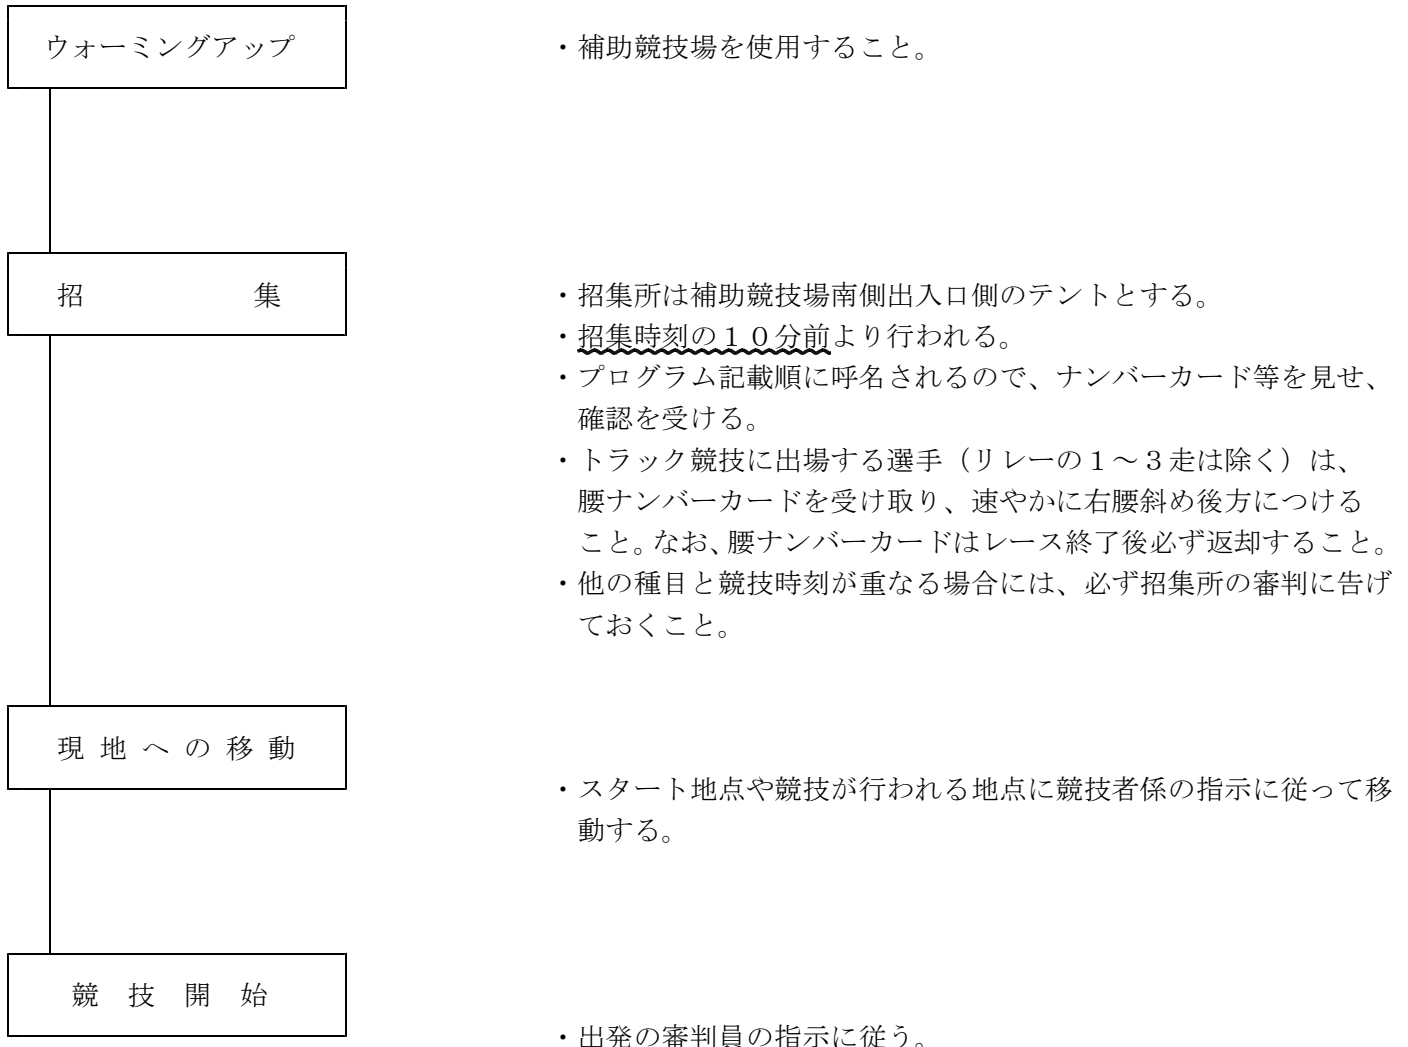 ウォーミングアップ
・補助競技場を使用すること。
招集
・招集所は補助競技場南側出入口側のテントとする。
・招集時刻の１０分前より行われる。
・プログラム記載順に呼名されるので、ナンバーカード等を見せ、
確認を受ける。
・トラック競技に出場する選手（リレーの１～３走は除く）は、
腰ナンバーカードを受け取り、速やかに右腰斜め後方につける
こと。なお、腰ナンバーカードはレース終了後必ず返却すること。
・他の種目と競技時刻が重なる場合には、必ず招集所の審判に告げ
ておくこと。
現地への移動
・スタート地点や競技が行われる地点に競技者係の指示に従って移
動する。
競技開始
・出発の審判員の指示に従う。